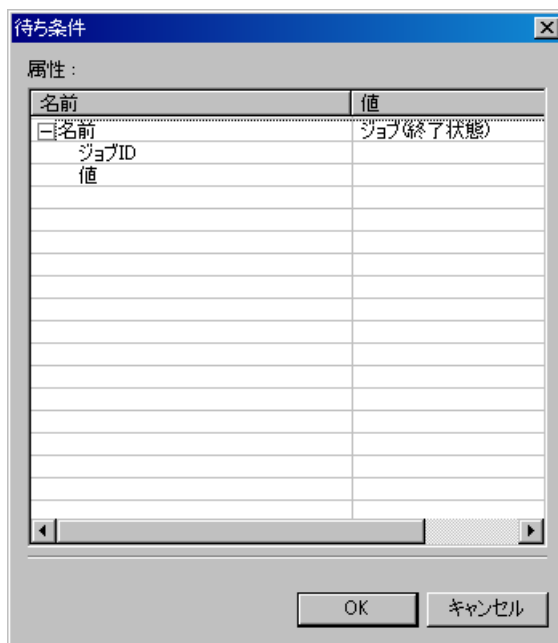 待ち条件
属性：
名前 値
名前 ジョブ(終了状態)
ジョブID
値
OK キャンセル